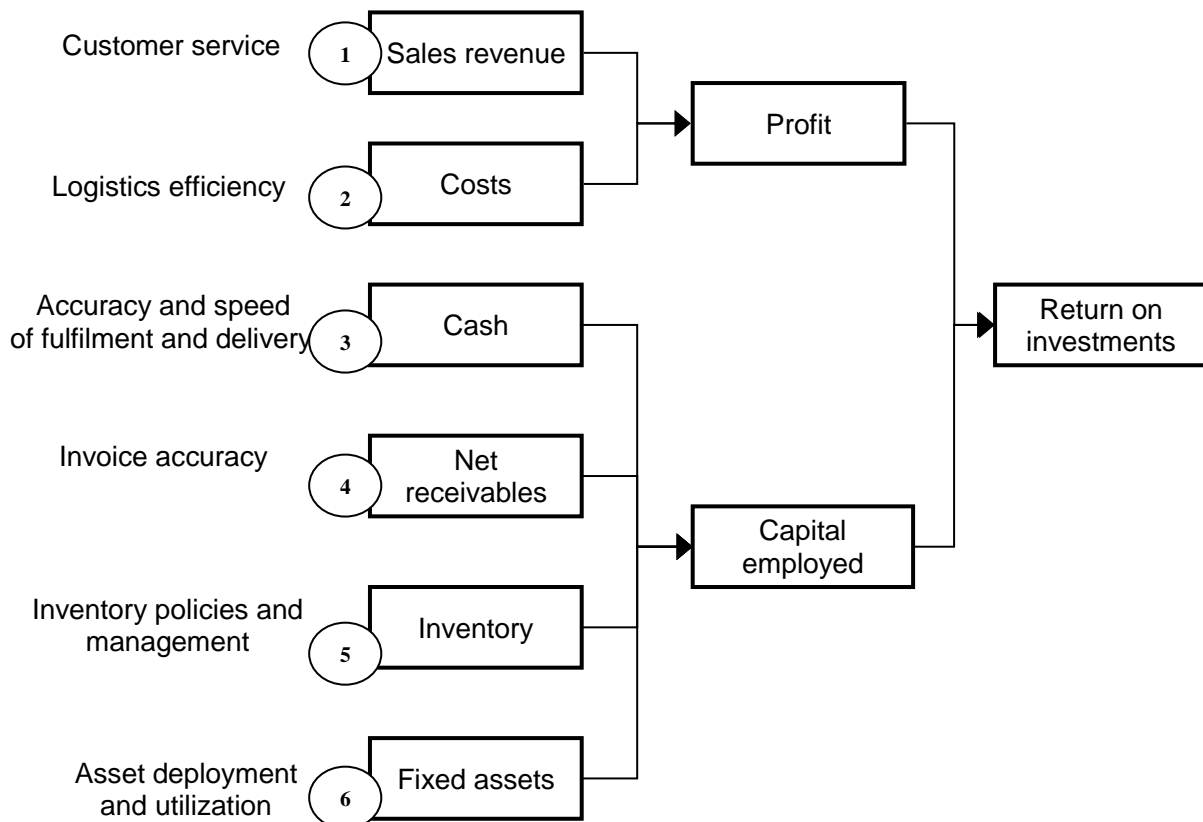 Customer service
1
Sales revenue
Profit
Logistics efficiency
2
Costs
Accuracy and speed
of fulfilment and delivery
3
Cash
Return on
investments
Invoice accuracy
4
Net
receivables
Capital
employed
Inventory policies and
management
5
Inventory
Asset deployment
and utilization
6
Fixed assets